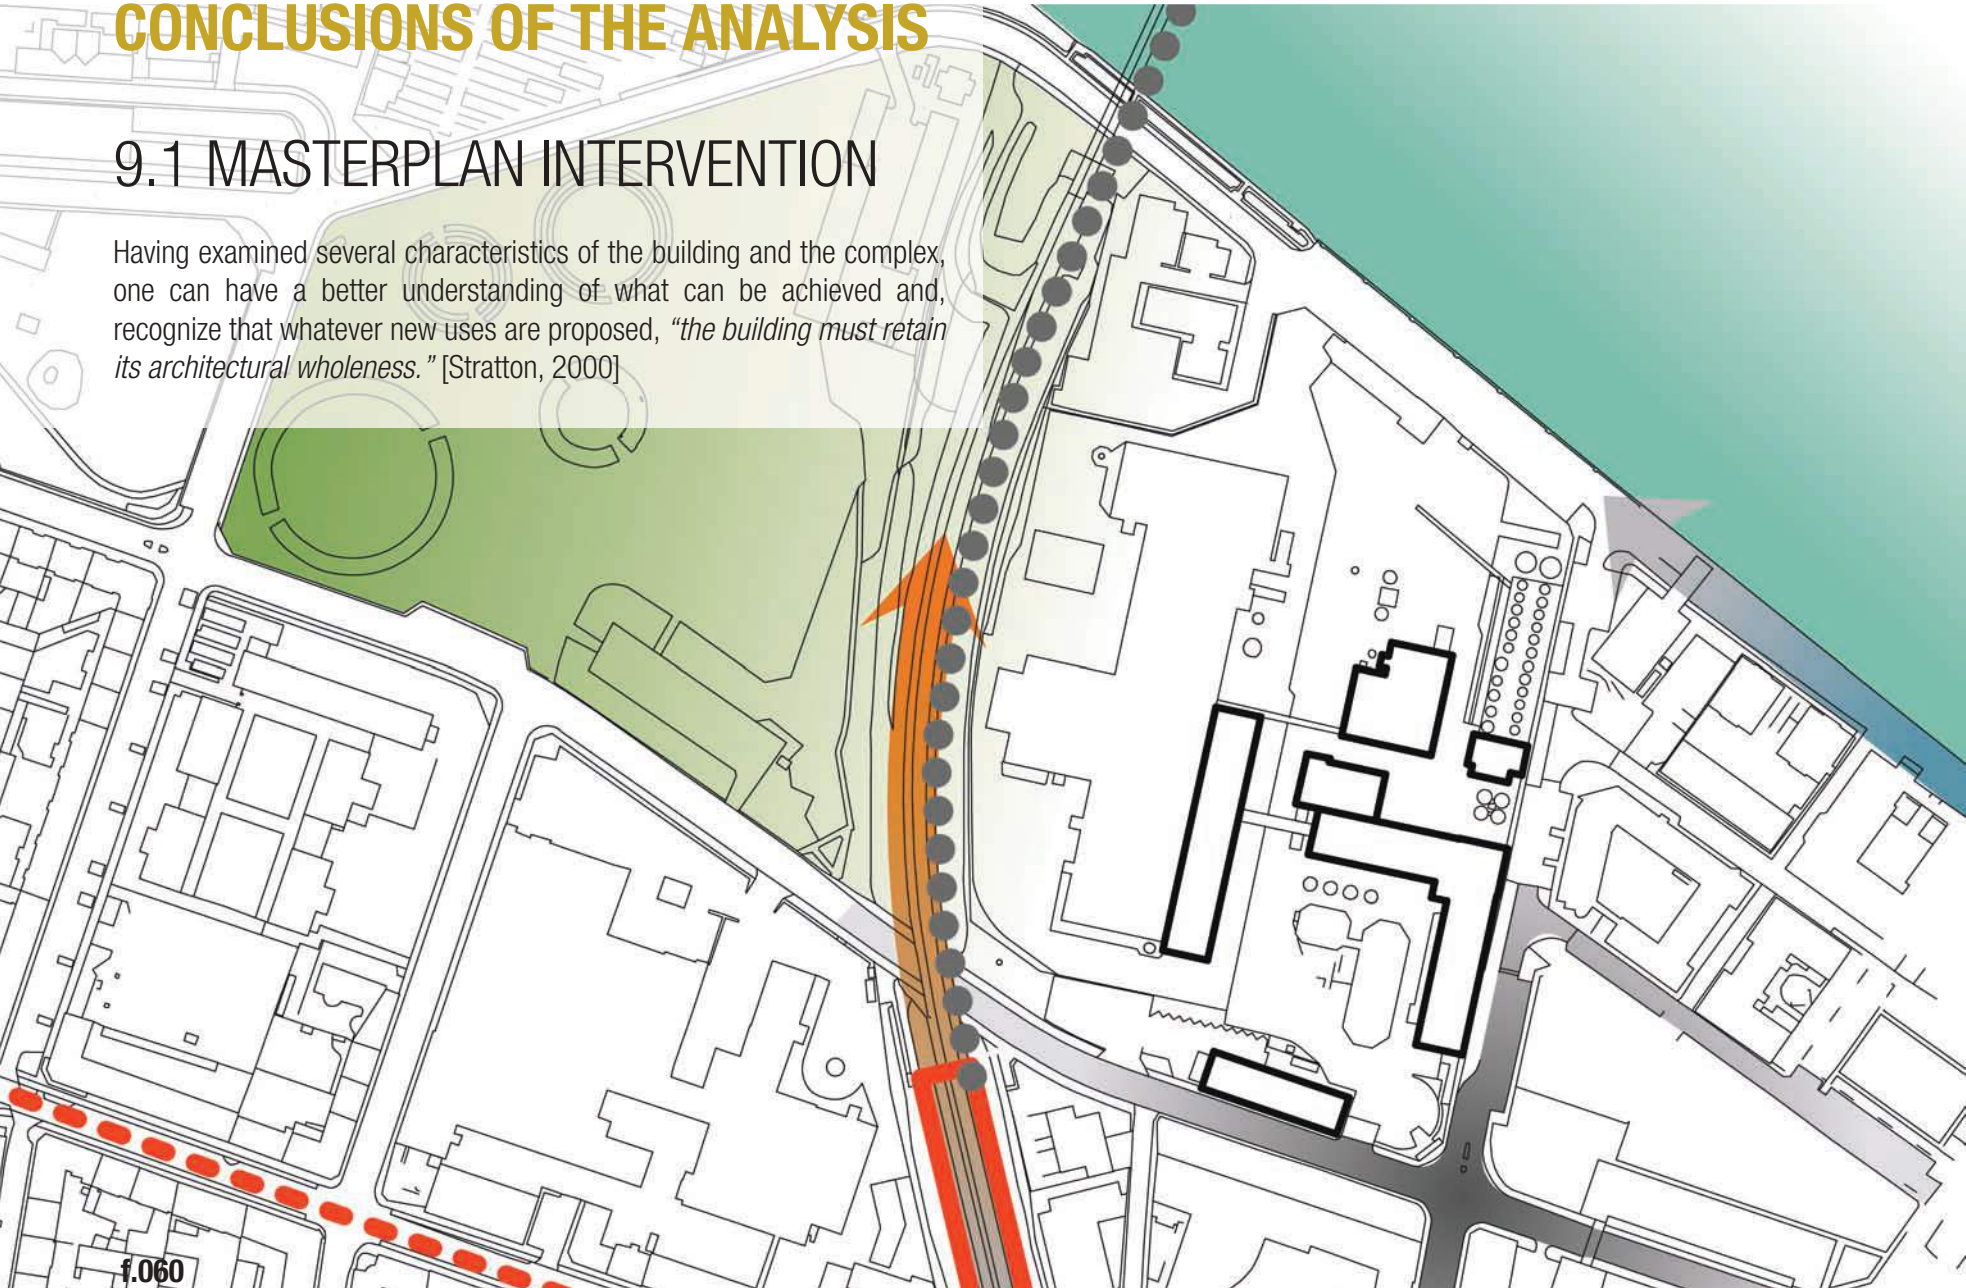 CONCLUSIONS OF THE ANALYSIS
9.1 MASTERPLAN INTERVENTION
Having examined several characteristics of the building and the complex,
one can have a better understanding of what can be achieved and,
recognize that whatever new uses are proposed, “the building must retain
its architectural wholeness.” [Stratton, 2000]
f.060